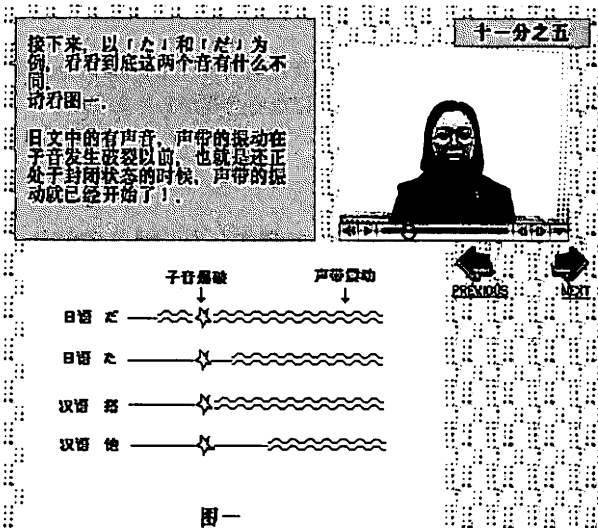 十一分之五
接下来，以「た」和「だ」为
例，看看到底这两个音有什么不
同．
请看图一．
日文中的有声音，声带的振动在
子音发生破裂以前，也就是还正
处于封闭状态的时候，声带的振
动就已经开始了！．
PREVIOUS
NEXT
子音爆破
声带震动
日语 だ
日语 た
汉语
汉语 他
图一